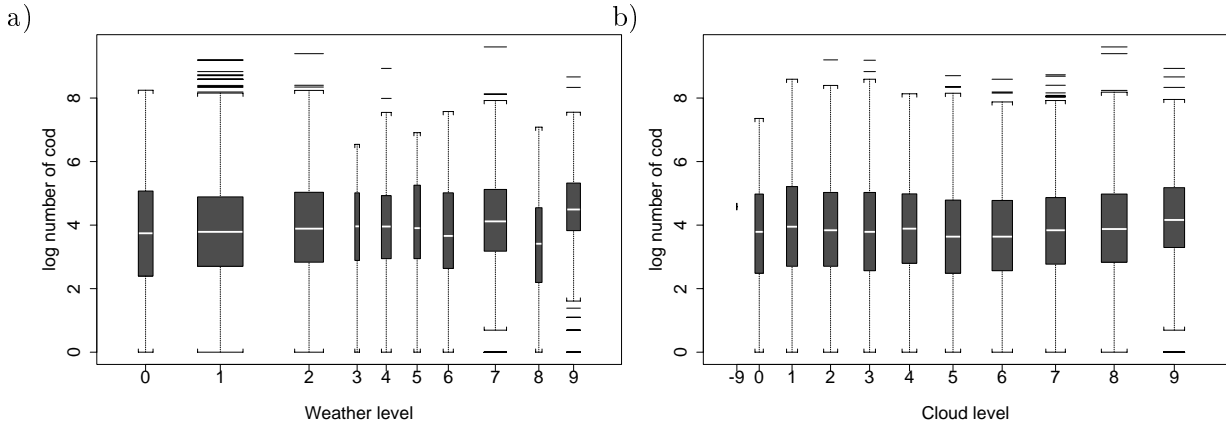 a)
log number of cod
8
6
4
2
0
0 1 2 3 4 5 6 7 8 9
Weather level
b)
log number of cod
8
6
4
2
0
-9 0 1 2 3 4 5 6 7 8 9
Cloud level